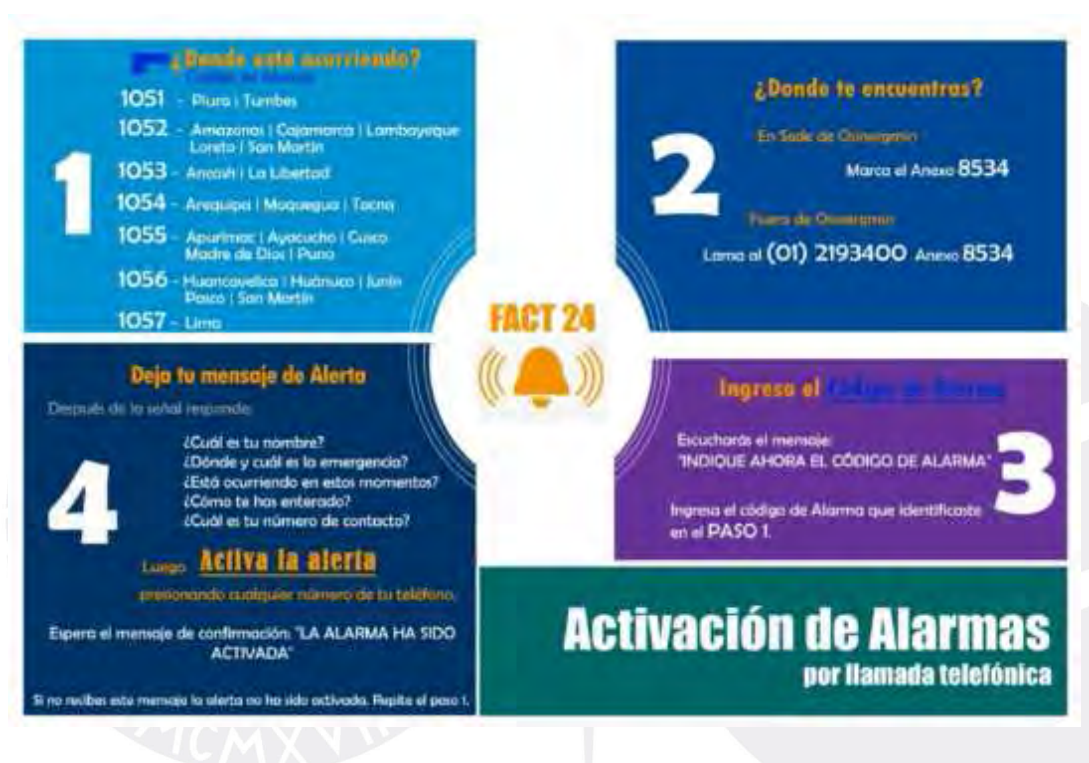 ¿Donde está ocurriendo?
Código de Alarma
1
1051 - Piura | Tumbes
1052 - Amazonas | Cajamarca | Lambayeque
Loreto | San Martin
1053 - Ancash | La Libertad
1054 - Arequipa | Moquegua | Tacna
1055 - Apurimac | Ayacucho | Cusco
Madre de Dios | Puno
1056 - Huancavelica | Huánuco | Junín
Pasco | San Martin
1057 - Lima
2
¿Donde te encuentras?
En Sede de Osinergmin
Marca el Anexo 8534
Fuera de Osinergmin
Lama al (01) 2193400 Anexo 8534
FACT 24
3
Ingresa el Código de Alarma
Escucharás el mensaje:
"INDIQUE AHORA EL CÓDIGO DE ALARMA"
Ingresa el código de Alarma que identificaste
en el PASO 1.
4
Deja tu mensaje de Alerta
Después de la señal responde:
¿Cuál es tu nombre?
¿Dónde y cuál es la emergencia?
¿Está ocurriendo en estos momentos?
¿Cómo te has enterado?
¿Cuál es tu número de contacto?
Luego Activa la alerta
presionando cualquier número de tu teléfono.
Espera el mensaje de confirmación: "LA ALARMA HA SIDO
ACTIVADA"
Si no recibes este mensaje la alerta no ha sido activada. Repite el paso 1.
Activación de Alarmas
por llamada telefónica